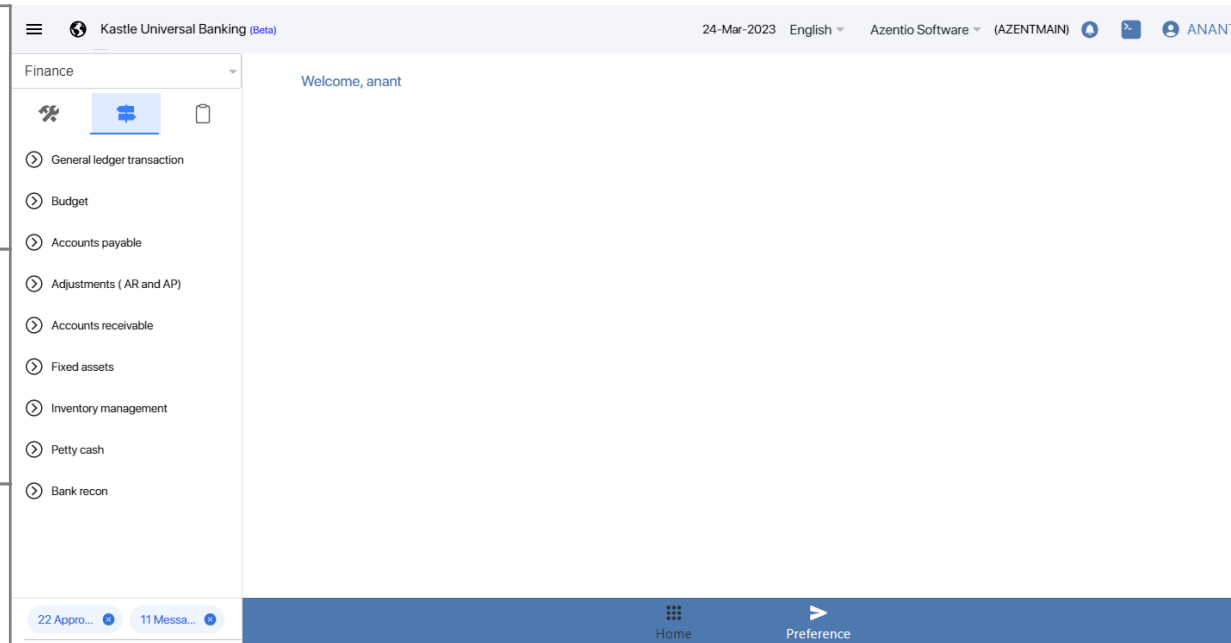 Kastle Universal Banking (Beta)
24-Mar-2023 English Azentio Software (AZENTMAIN) ANANT
Finance
Welcome, anant
General ledger transaction
Budget
Accounts payable
Adjustments ( AR and AP)
Accounts receivable
Fixed assets
Inventory management
Petty cash
Bank recon
22 Appro... 11 Messa...
Home Preference